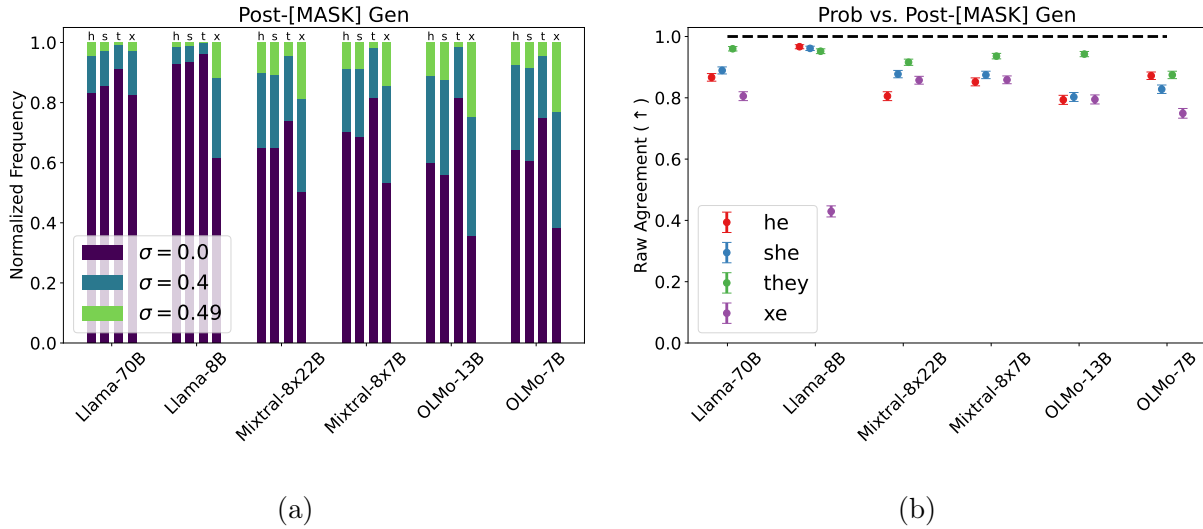 Post-[MASK] Gen
h s t x h s t x h s t x h s t x h s t x h s t x
1.0
0.8
0.6
0.4
0.2
0.0
Normalized Frequency
σ = 0.0
σ = 0.4
σ = 0.49
Llama-70B
Llama-8B
Mixtral-8x22B
Mixtral-8x7B
OLMo-13B
OLMo-7B
(a)
Prob vs. Post-[MASK] Gen
1.0
0.8
0.6
0.4
0.2
0.0
Raw Agreement (↑)
he
she
they
xe
Llama-70B
Llama-8B
Mixtral-8x22B
Mixtral-8x7B
OLMo-13B
OLMo-7B
(b)